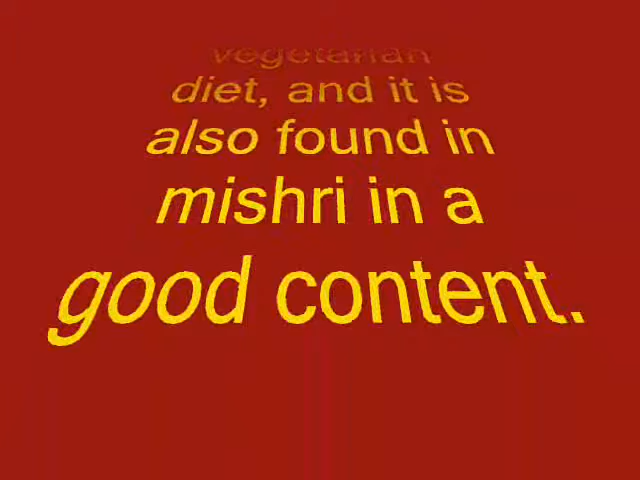 vegetarian
diet, and it is
also found in
mishri in a
good content.